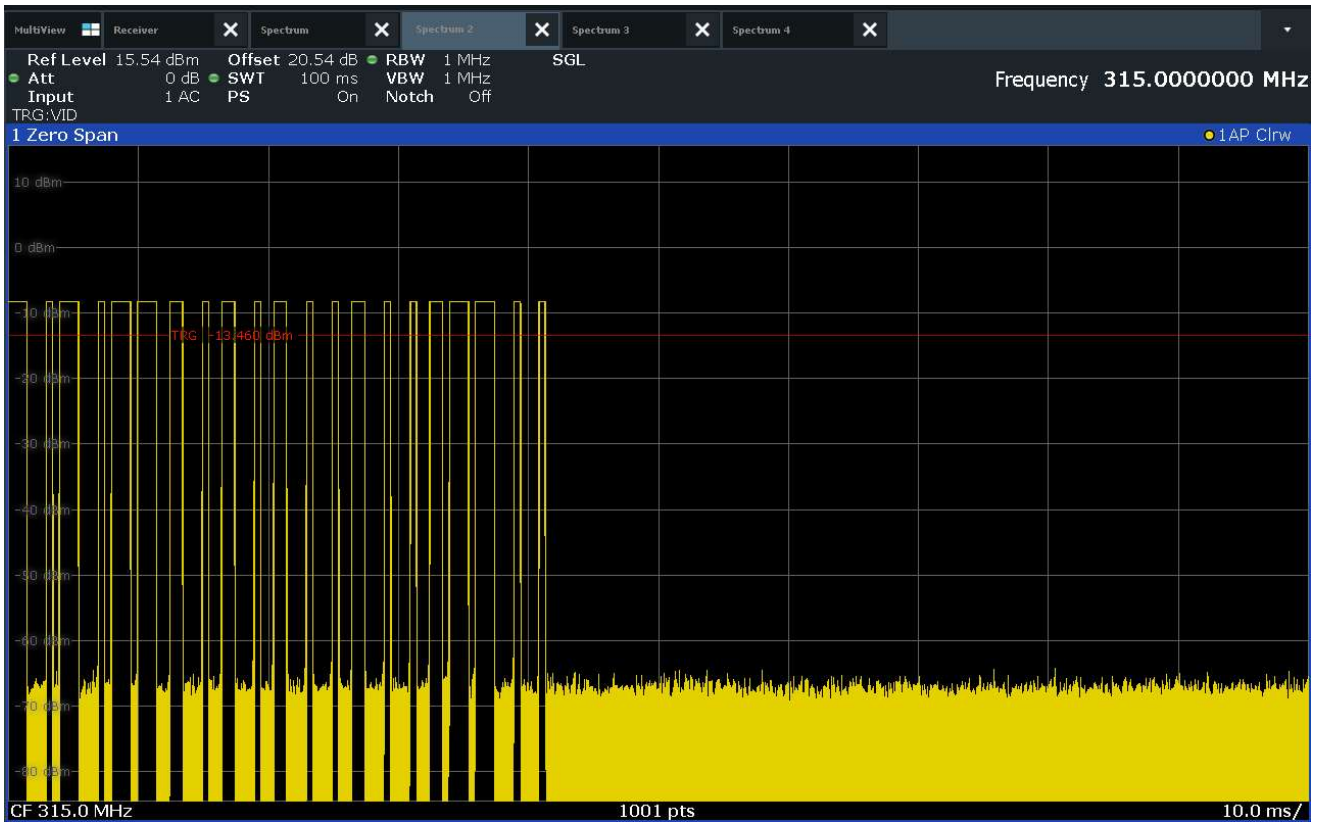 MultiView Receiver X Spectrum X Spectrum 2 X Spectrum 3 X Spectrum 4 X
Ref Level 15.54 dBm Offset 20.54 dB RBW 1 MHz SGL
Att 0 dB SWT 100 ms VBW 1 MHz
Input 1 AC PS On Notch Off
Frequency 315.0000000 MHz
TRG:VID
1 Zero Span 1AP Clrw
10 dBm
0 dBm
-10 dBm
TRG -13.460 dBm
-20 dBm
-30 dBm
-40 dBm
-50 dBm
-60 dBm
-70 dBm
-80 dBm
CF 315.0 MHz 1001 pts 10.0 ms/